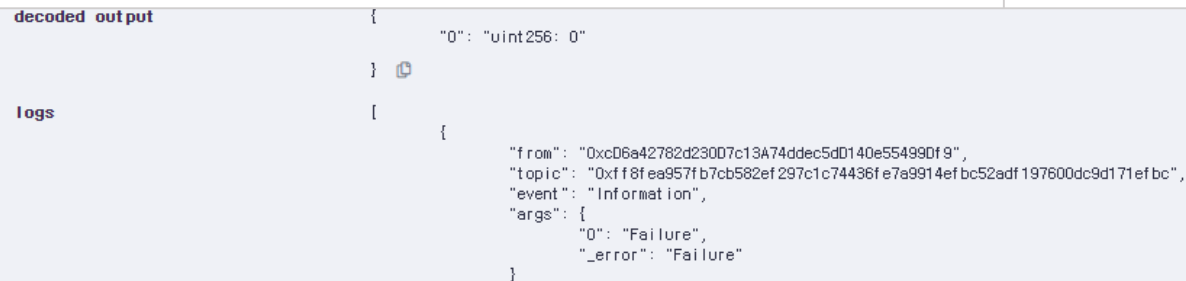 decoded output {
"0": "uint256: 0"
}
logs [
{
"from": "0xcD6a42782d230D7c13A74ddec5dD140e55499Df9",
"topic": "0xff8fea957fb7cb582ef297c1c74436fe7a9914efbc52adf197600dc9d171efbc",
"event": "Information",
"args": {
"0": "Failure",
"_error": "Failure"
}